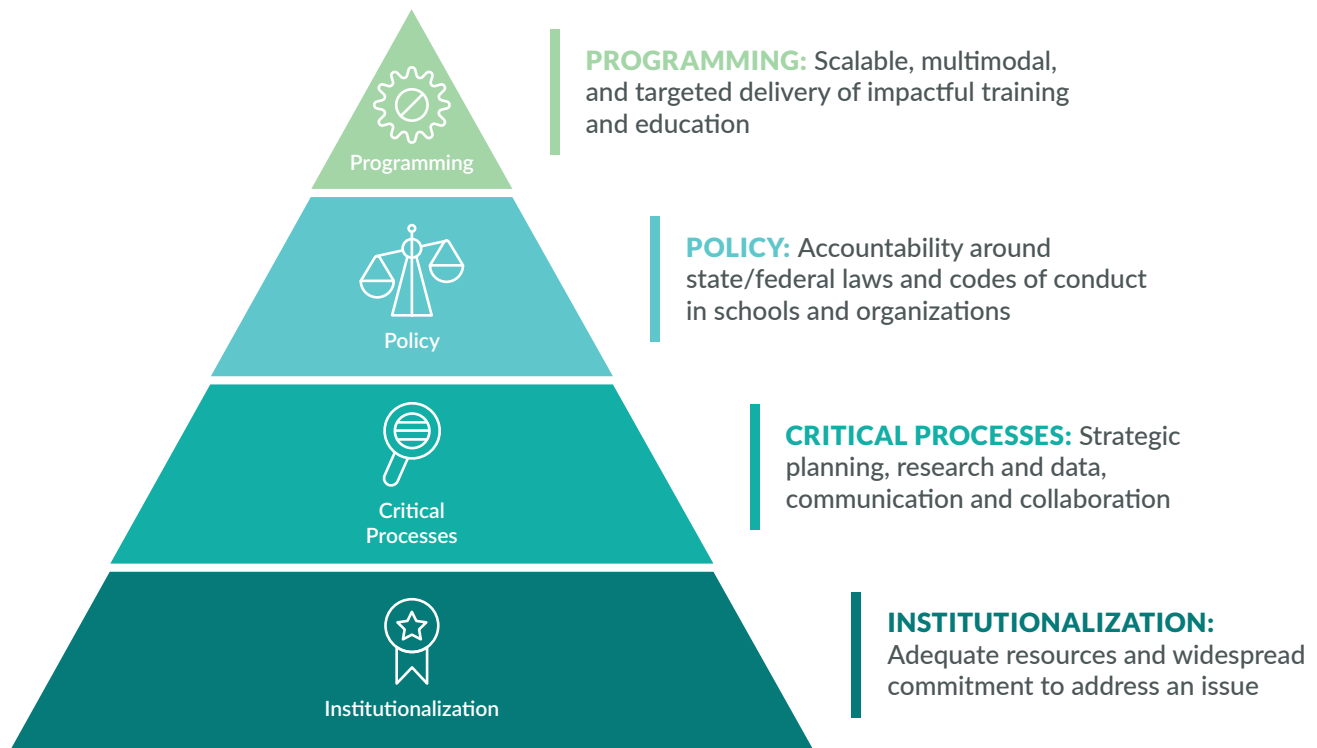 Programming
PROGRAMMING: Scalable, multimodal,
and targeted delivery of impactful training
and education
Policy
POLICY: Accountability around
state/federal laws and codes of conduct
in schools and organizations
Critical
Processes
CRITICAL PROCESSES: Strategic
planning, research and data,
communication and collaboration
Institutionalization
INSTITUTIONALIZATION:
Adequate resources and widespread
commitment to address an issue